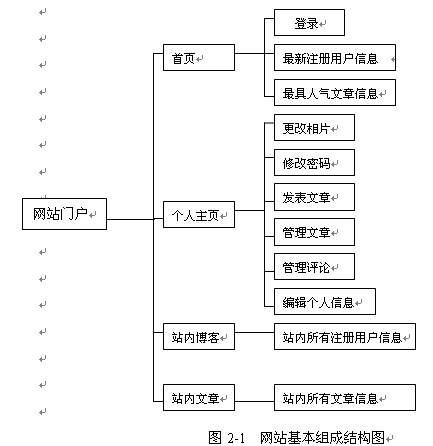 登录
首页
最新注册用户信息
最具人气文章信息
更改相片
修改密码
发表文章
网站门户
个人主页
管理文章
管理评论
编辑个人信息
站内博客
站内所有注册用户信息
站内文章
站内所有文章信息
图 2-1 网站基本组成结构图